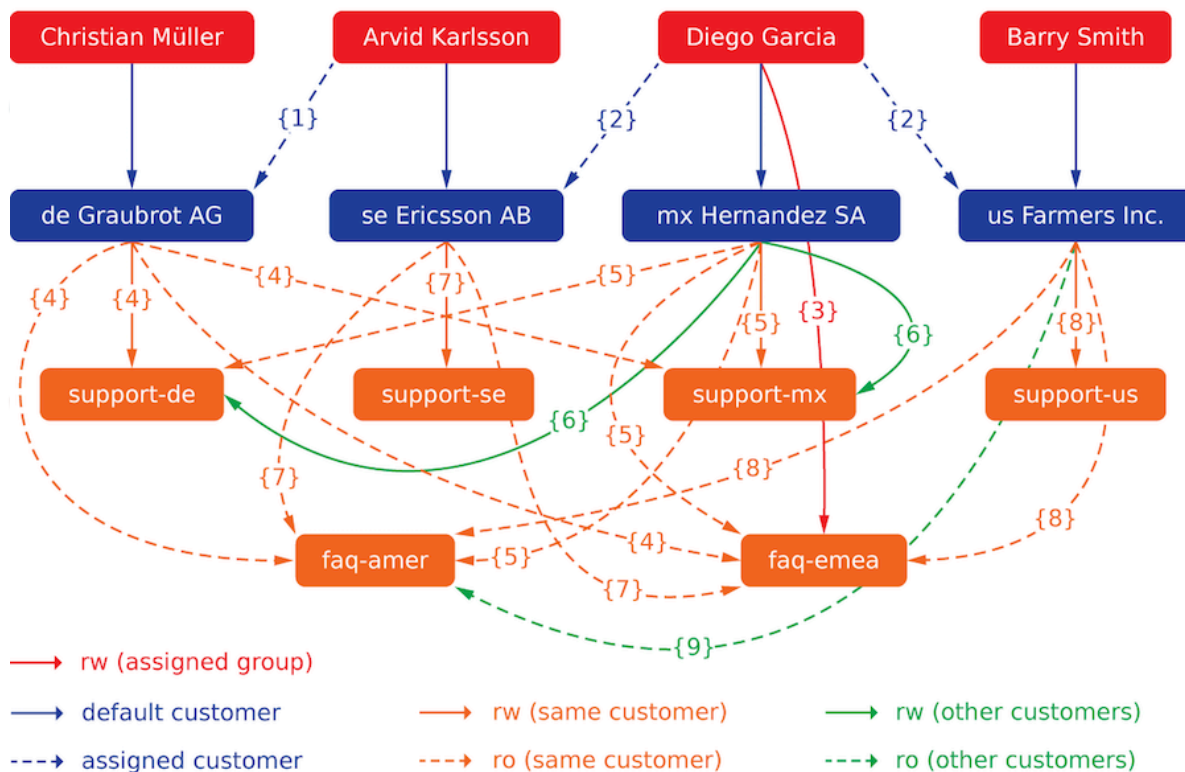 Christian Müller
Arvid Karlsson
Diego Garcia
Barry Smith
{1}
{2}
{2}
de Graubrot AG
se Ericsson AB
mx Hernandez SA
us Farmers Inc.
{4}
{4}
{4}
{7}
{5}
{5}
{3}
{6}
{8}
support-de
support-se
support-mx
support-us
{6}
{5}
{7}
{8}
{8}
faq-amer
{5}
{4}
faq-emea
{7}
{9}
rw (assigned group)
default customer
rw (same customer)
rw (other customers)
assigned customer
ro (same customer)
ro (other customers)